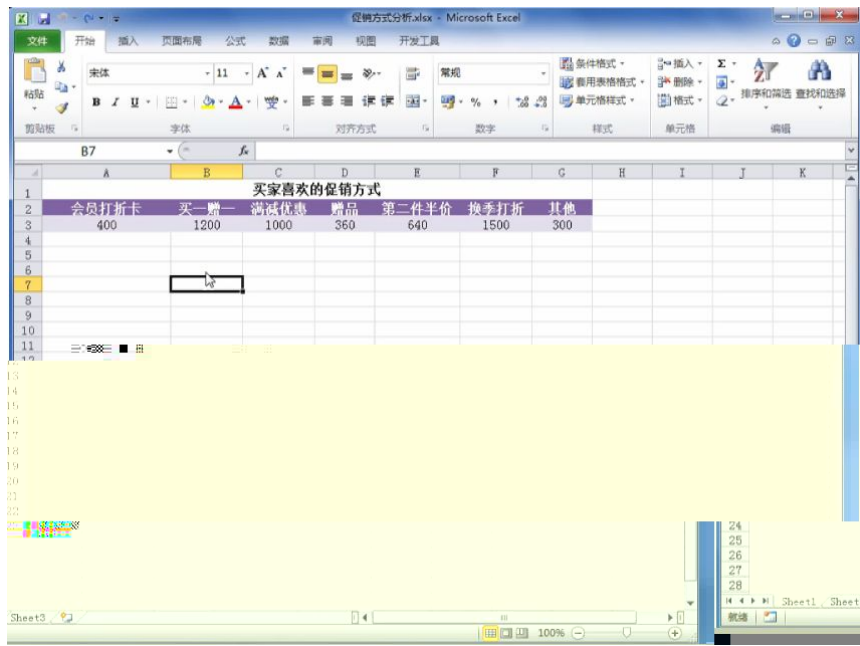 促销方式分析.xlsx - Microsoft Excel
文件 开始 插入 页面布局 公式 数据 审阅 视图 开发工具
宋体 11 A A 常规 条件格式 插入 Σ
粘贴 套用表格格式 删除 排序和筛选 查找和选择
B I U A % , 单元格样式 格式
剪贴板 字体 对齐方式 数字 样式 单元格 编辑
B7 fx
A B C D E F G H I J K
1 买家喜欢的促销方式
2 会员打折卡 买一赠一 满减优惠 赠品 第二件半价 换季打折 其他
3 400 1200 1000 360 640 1500 300
4
5
6
7
8
9
10
11
12
13
14
15
16
17
18
19
20
21
22
24
25
26
27
28
Sheet1 Sheet
Sheet3
就绪
100%